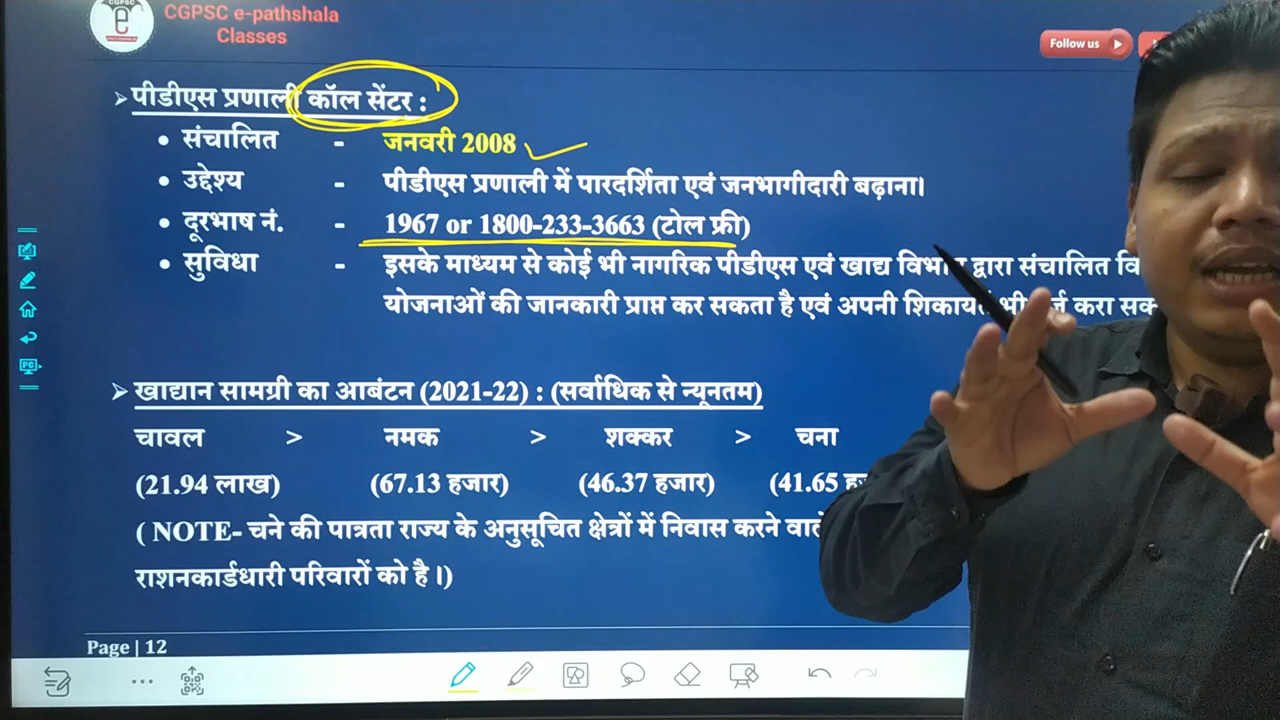 CGPSC
e
CGPSC e-pathshala
Classes
Follow us
पीडीएस प्रणाली कॉल सेंटर :
• संचालित - जनवरी 2008
• उद्देश्य - पीडीएस प्रणाली में पारदर्शिता एवं जनभागीदारी बढ़ाना।
• दूरभाष नं. - 1967 or 1800-233-3663 (टोल फ्री)
• सुविधा - इसके माध्यम से कोई भी नागरिक पीडीएस एवं खाद्य द्वारा संचालित
योजनाओं की जानकारी प्राप्त कर सकता है एवं अपनी भी करा
खाद्यान सामग्री का आबंटन (2021-22) : (सर्वाधिक से न्यूनतम)
चावल > नमक > शक्कर > चना
(21.94 लाख) (67.13 हजार) (46.37 हजार) (41.65
( NOTE- चने की पात्रता राज्य के अनुसूचित क्षेत्रों में निवास करने वाले
राशनकार्डधारी परिवारों को है।)
Page | 12
PC